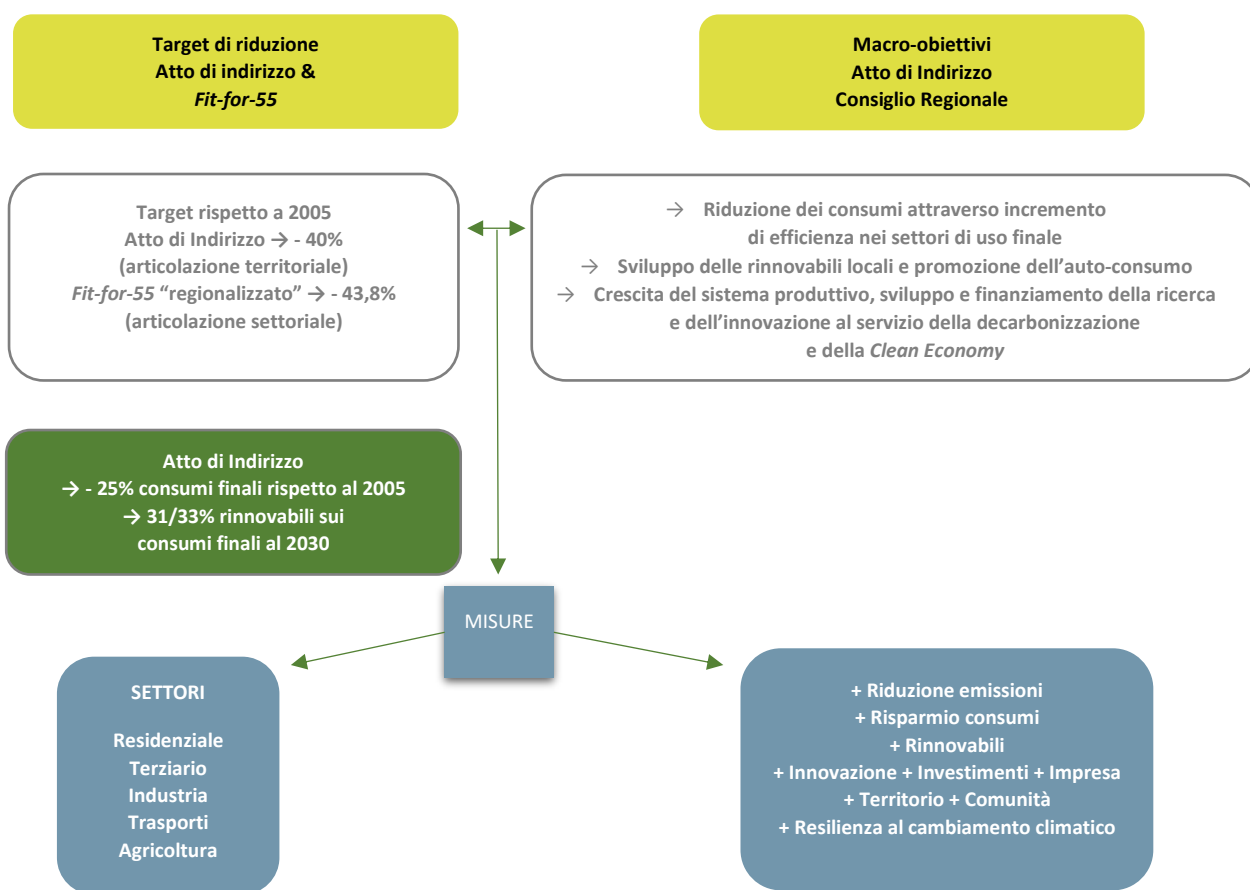 Target di riduzione
Atto di indirizzo &
Fit-for-55
Macro-obiettivi
Atto di Indirizzo
Consiglio Regionale
Target rispetto a 2005
Atto di Indirizzo → - 40%
(articolazione territoriale)
Fit-for-55 “regionalizzato” → - 43,8%
(articolazione settoriale)
→ Riduzione dei consumi attraverso incremento
di efficienza nei settori di uso finale
→ Sviluppo delle rinnovabili locali e promozione dell’auto-consumo
→ Crescita del sistema produttivo, sviluppo e finanziamento della ricerca
e dell’innovazione al servizio della decarbonizzazione
e della Clean Economy
Atto di Indirizzo
→ - 25% consumi finali rispetto al 2005
→ 31/33% rinnovabili sui
consumi finali al 2030
MISURE
SETTORI
Residenziale
Terziario
Industria
Trasporti
Agricoltura
+ Riduzione emissioni
+ Risparmio consumi
+ Rinnovabili
+ Innovazione + Investimenti + Impresa
+ Territorio + Comunità
+ Resilienza al cambiamento climatico